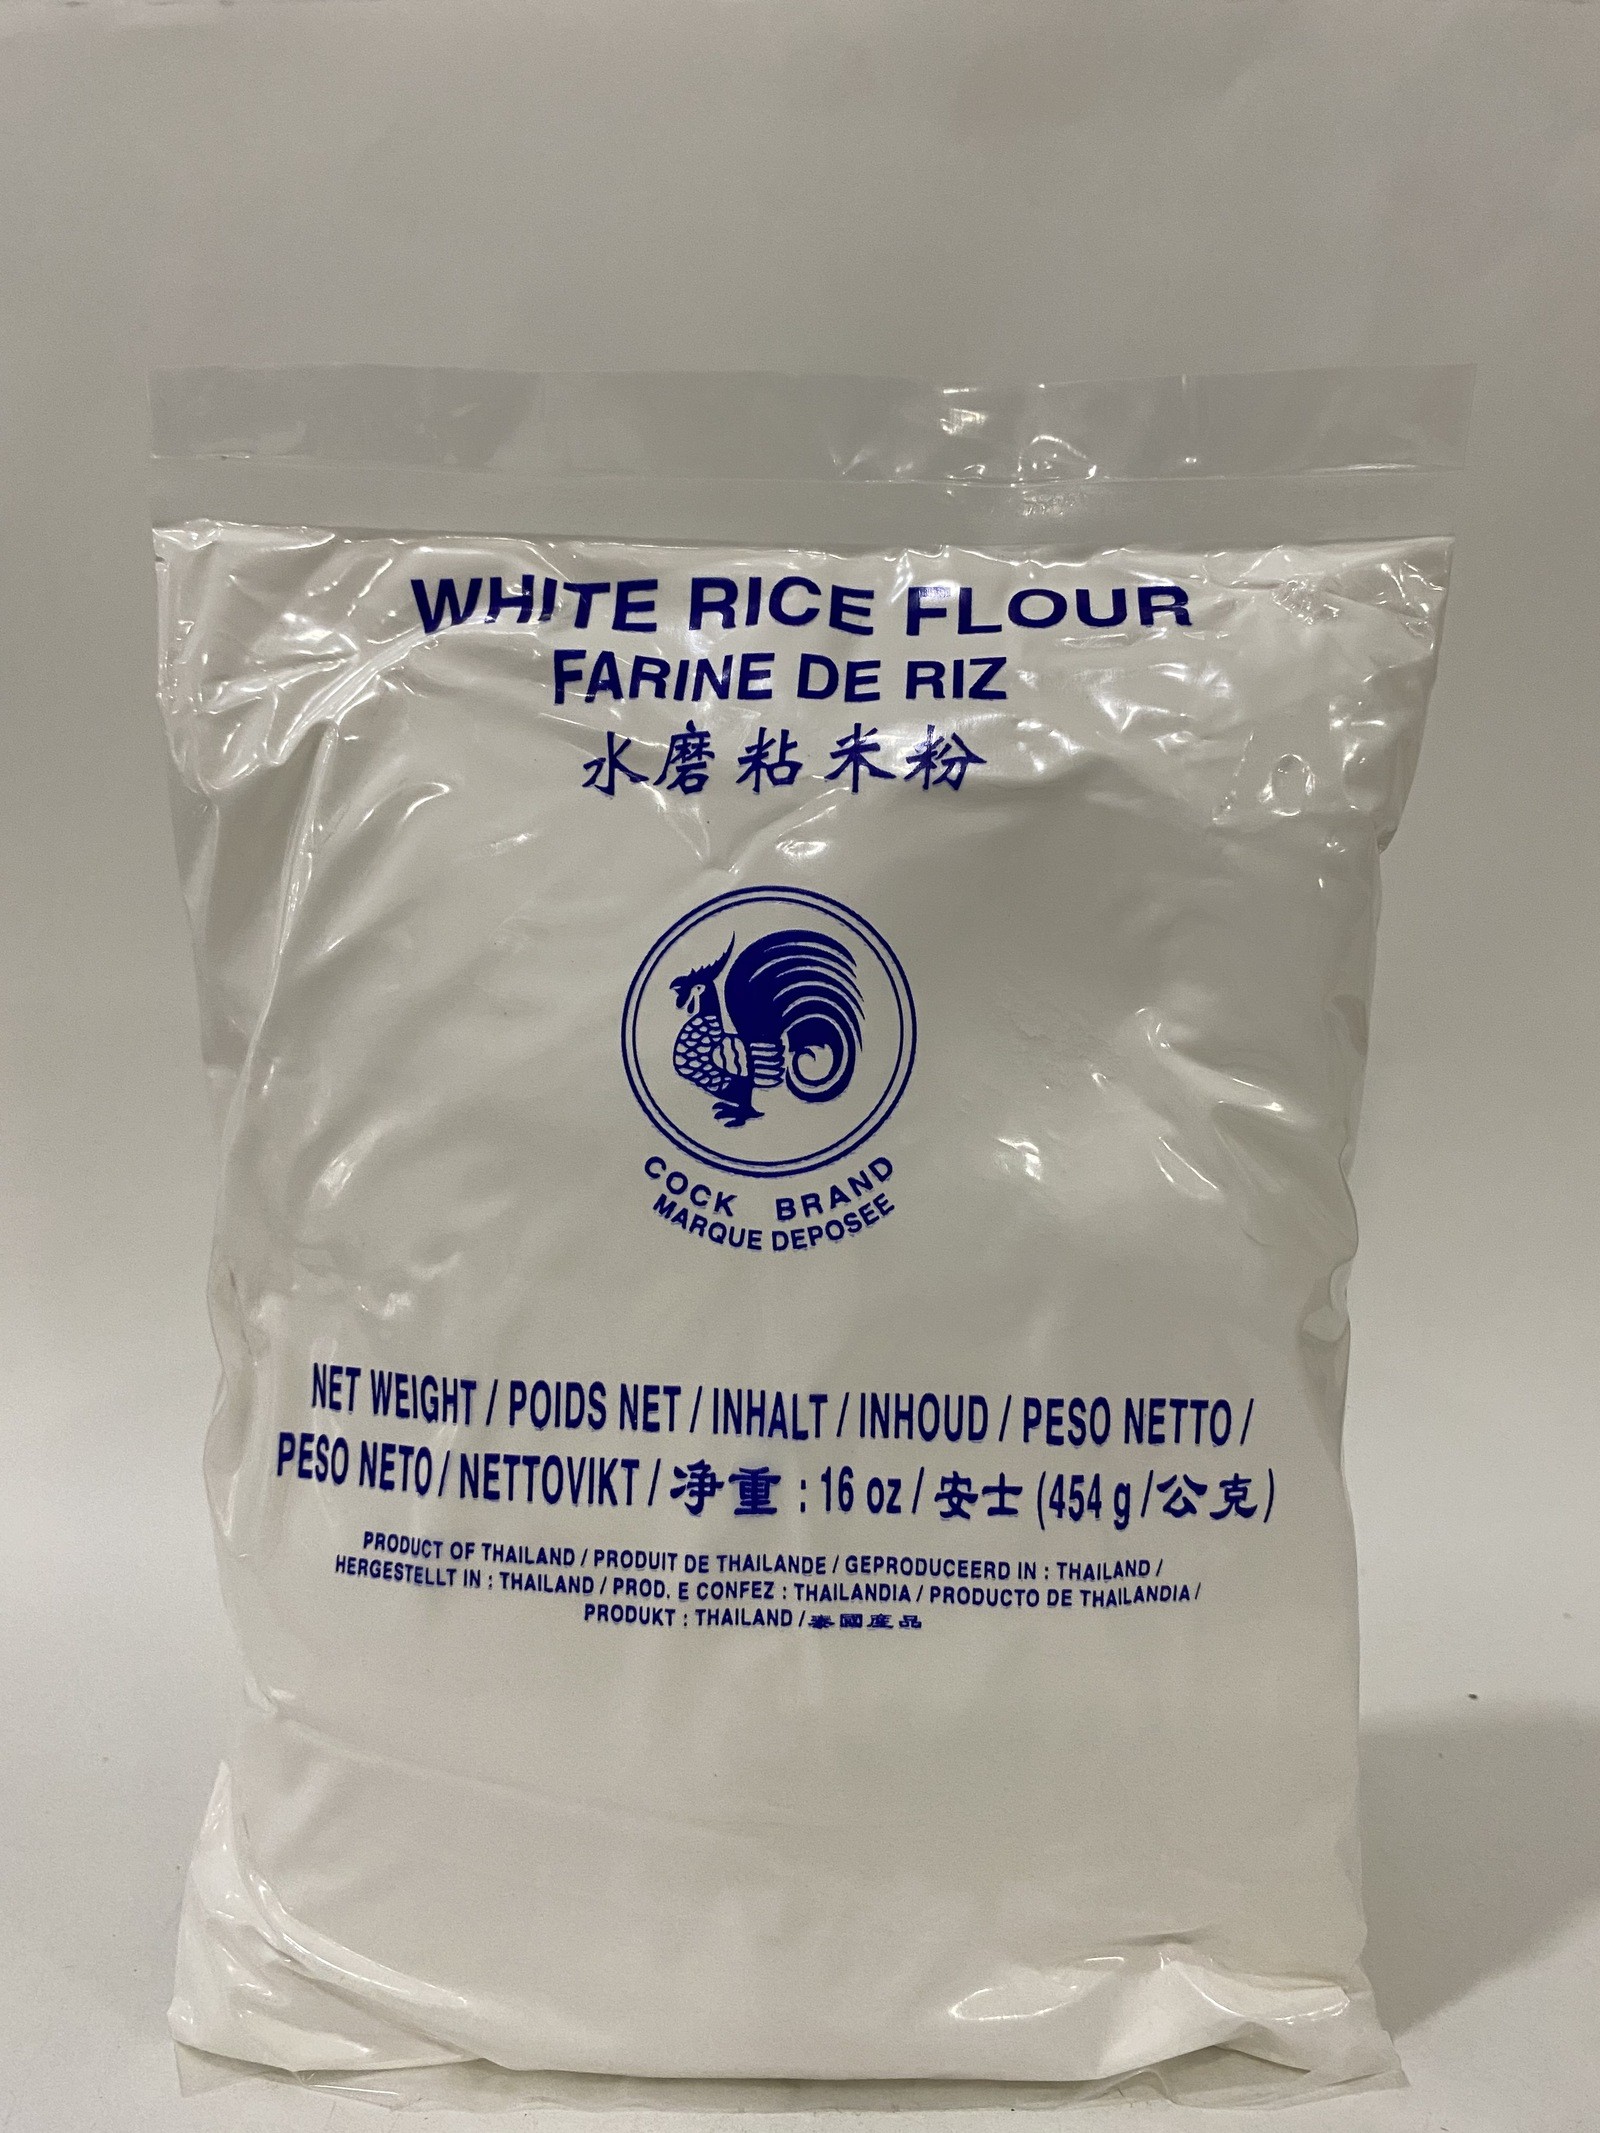 WHITE RICE FLOUR
FARINE DE RIZ
水磨粘米粉
COCK BRAND
MARQUE DEPOSEE
NET WEIGHT / POIDS NET / INHALT / INHOUD / PESO NETTO /
PESO NETO / NETTOVIKT / 净重 : 16 oz / 安士 (454 g /公克)
PRODUCT OF THAILAND / PRODUIT DE THAILANDE / GEPRODUCEERD IN : THAILAND /
HERGESTELLT IN : THAILAND / PROD. E CONFEZ : THAILANDIA / PRODUCTO DE THAILANDIA /
PRODUKT : THAILAND / 泰國產品